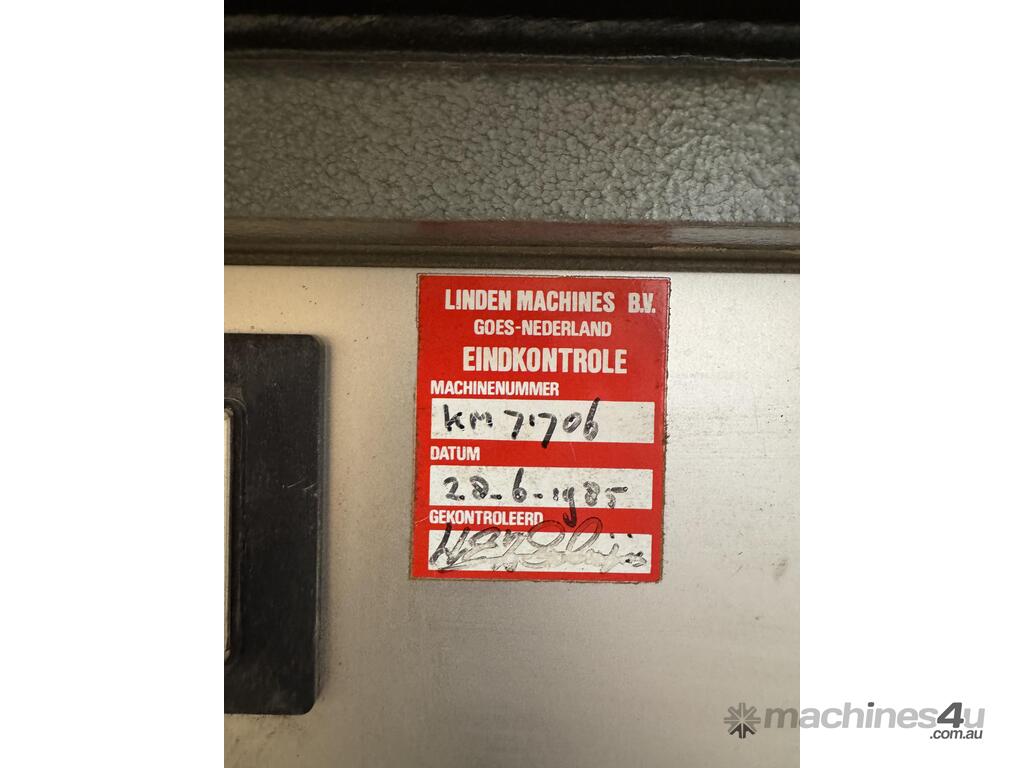 LINDEN MACHINES B.V.
GOES-NEDERLAND
EINDKONTROLE
MACHINENUMMER
KM 71706
DATUM
28-6-1985
GEKONTROLEERD
machines4u
.com.au